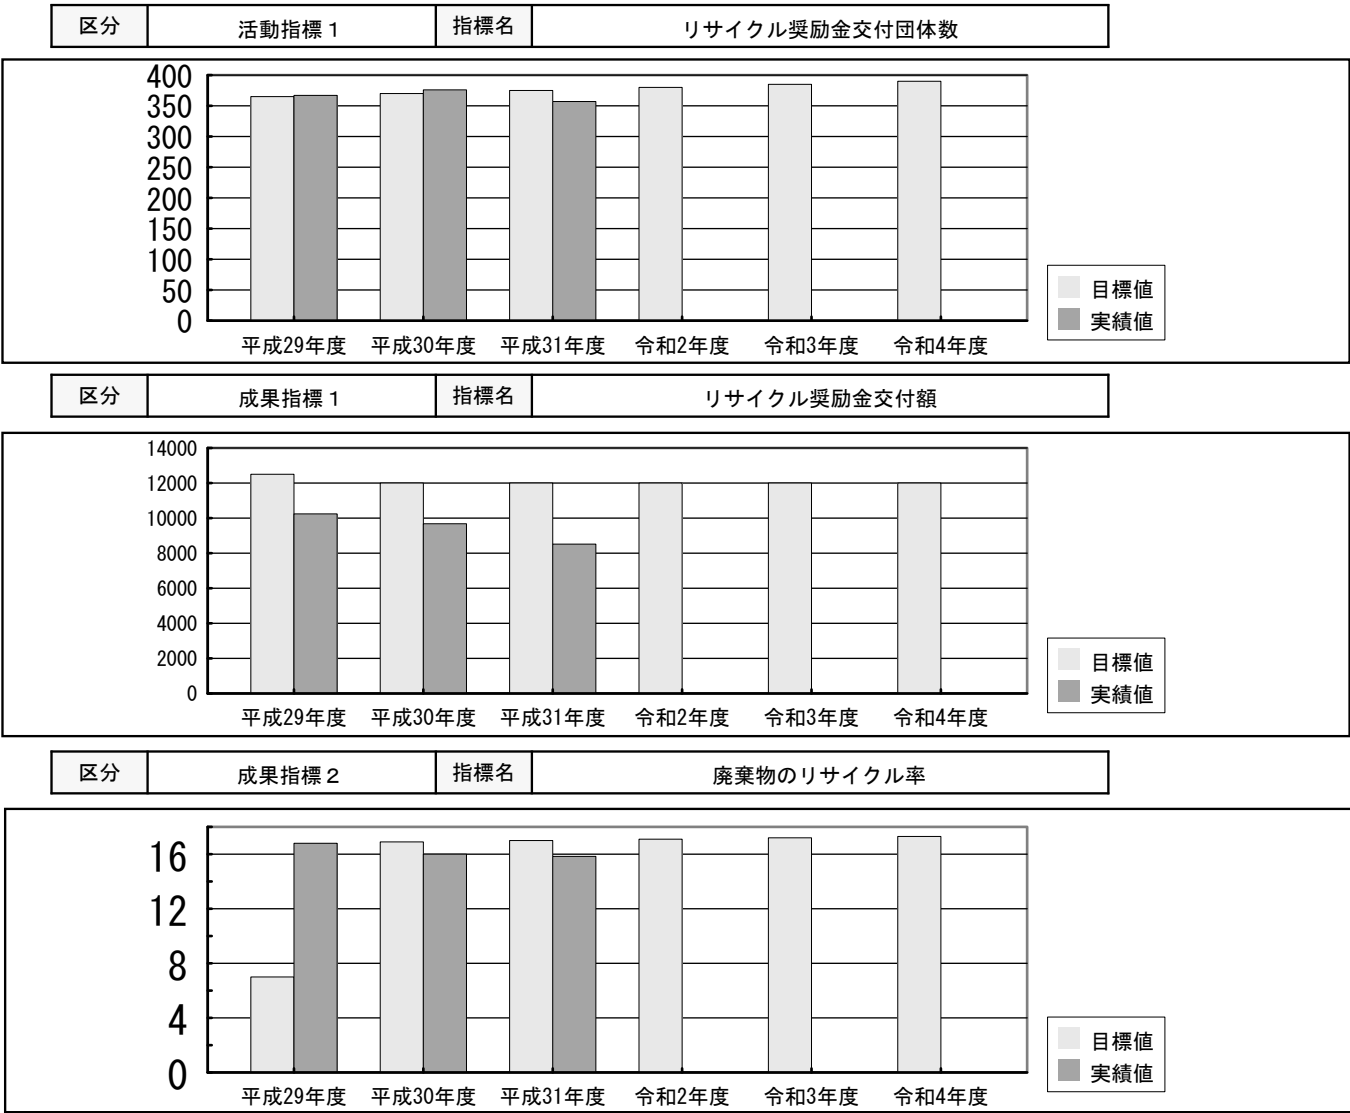 区分 活動指標１ 指標名 リサイクル奨励金交付団体数
400
350
300
250
200
150
100
50
0
平成29年度 平成30年度 平成31年度 令和2年度 令和3年度 令和4年度
目標値
実績値
区分 成果指標１ 指標名 リサイクル奨励金交付額
14000
12000
10000
8000
6000
4000
2000
0
平成29年度 平成30年度 平成31年度 令和2年度 令和3年度 令和4年度
目標値
実績値
区分 成果指標２ 指標名 廃棄物のリサイクル率
16
12
8
4
0
平成29年度 平成30年度 平成31年度 令和2年度 令和3年度 令和4年度
目標値
実績値